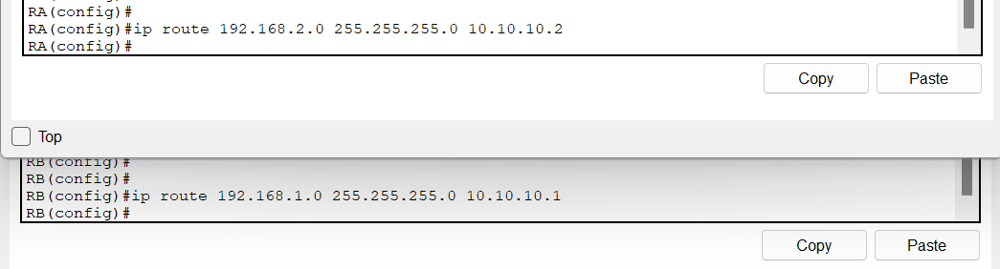 RA(config)#
RA(config)#ip route 192.168.2.0 255.255.255.0 10.10.10.2
RA(config)#
Copy Paste
Top
RB(config)#
RB(config)#
RB(config)#ip route 192.168.1.0 255.255.255.0 10.10.10.1
RB(config)#
Copy Paste